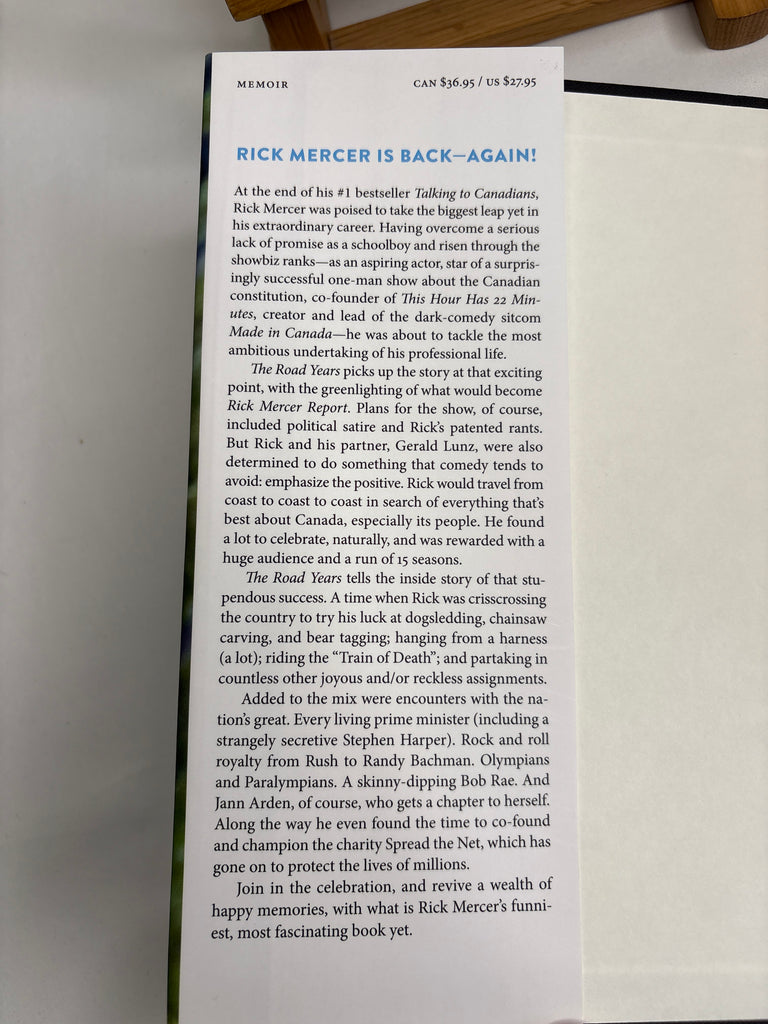 MEMOIR CAN $36.95 / US $27.95
RICK MERCER IS BACK—AGAIN!
At the end of his #1 bestseller Talking to Canadians,
Rick Mercer was poised to take the biggest leap yet in
his extraordinary career. Having overcome a serious
lack of promise as a schoolboy and risen through the
showbiz ranks—as an aspiring actor, star of a surpris-
ingly successful one-man show about the Canadian
constitution, co-founder of This Hour Has 22 Min-
utes, creator and lead of the dark-comedy sitcom
Made in Canada—he was about to tackle the most
ambitious undertaking of his professional life.
The Road Years picks up the story at that exciting
point, with the greenlighting of what would become
Rick Mercer Report. Plans for the show, of course,
included political satire and Rick's patented rants.
But Rick and his partner, Gerald Lunz, were also
determined to do something that comedy tends to
avoid: emphasize the positive. Rick would travel from
coast to coast to coast in search of everything that's
best about Canada, especially its people. He found
a lot to celebrate, naturally, and was rewarded with a
huge audience and a run of 15 seasons.
The Road Years tells the inside story of that stu-
pendous success. A time when Rick was crisscrossing
the country to try his luck at dogsledding, chainsaw
carving, and bear tagging; hanging from a harness
(a lot); riding the "Train of Death"; and partaking in
countless other joyous and/or reckless assignments.
Added to the mix were encounters with the na-
tion's great. Every living prime minister (including a
strangely secretive Stephen Harper). Rock and roll
royalty from Rush to Randy Bachman. Olympians
and Paralympians. A skinny-dipping Bob Rae. And
Jann Arden, of course, who gets a chapter to herself.
Along the way he even found the time to co-found
and champion the charity Spread the Net, which has
gone on to protect the lives of millions.
Join in the celebration, and revive a wealth of
happy memories, with what is Rick Mercer's funni-
est, most fascinating book yet.